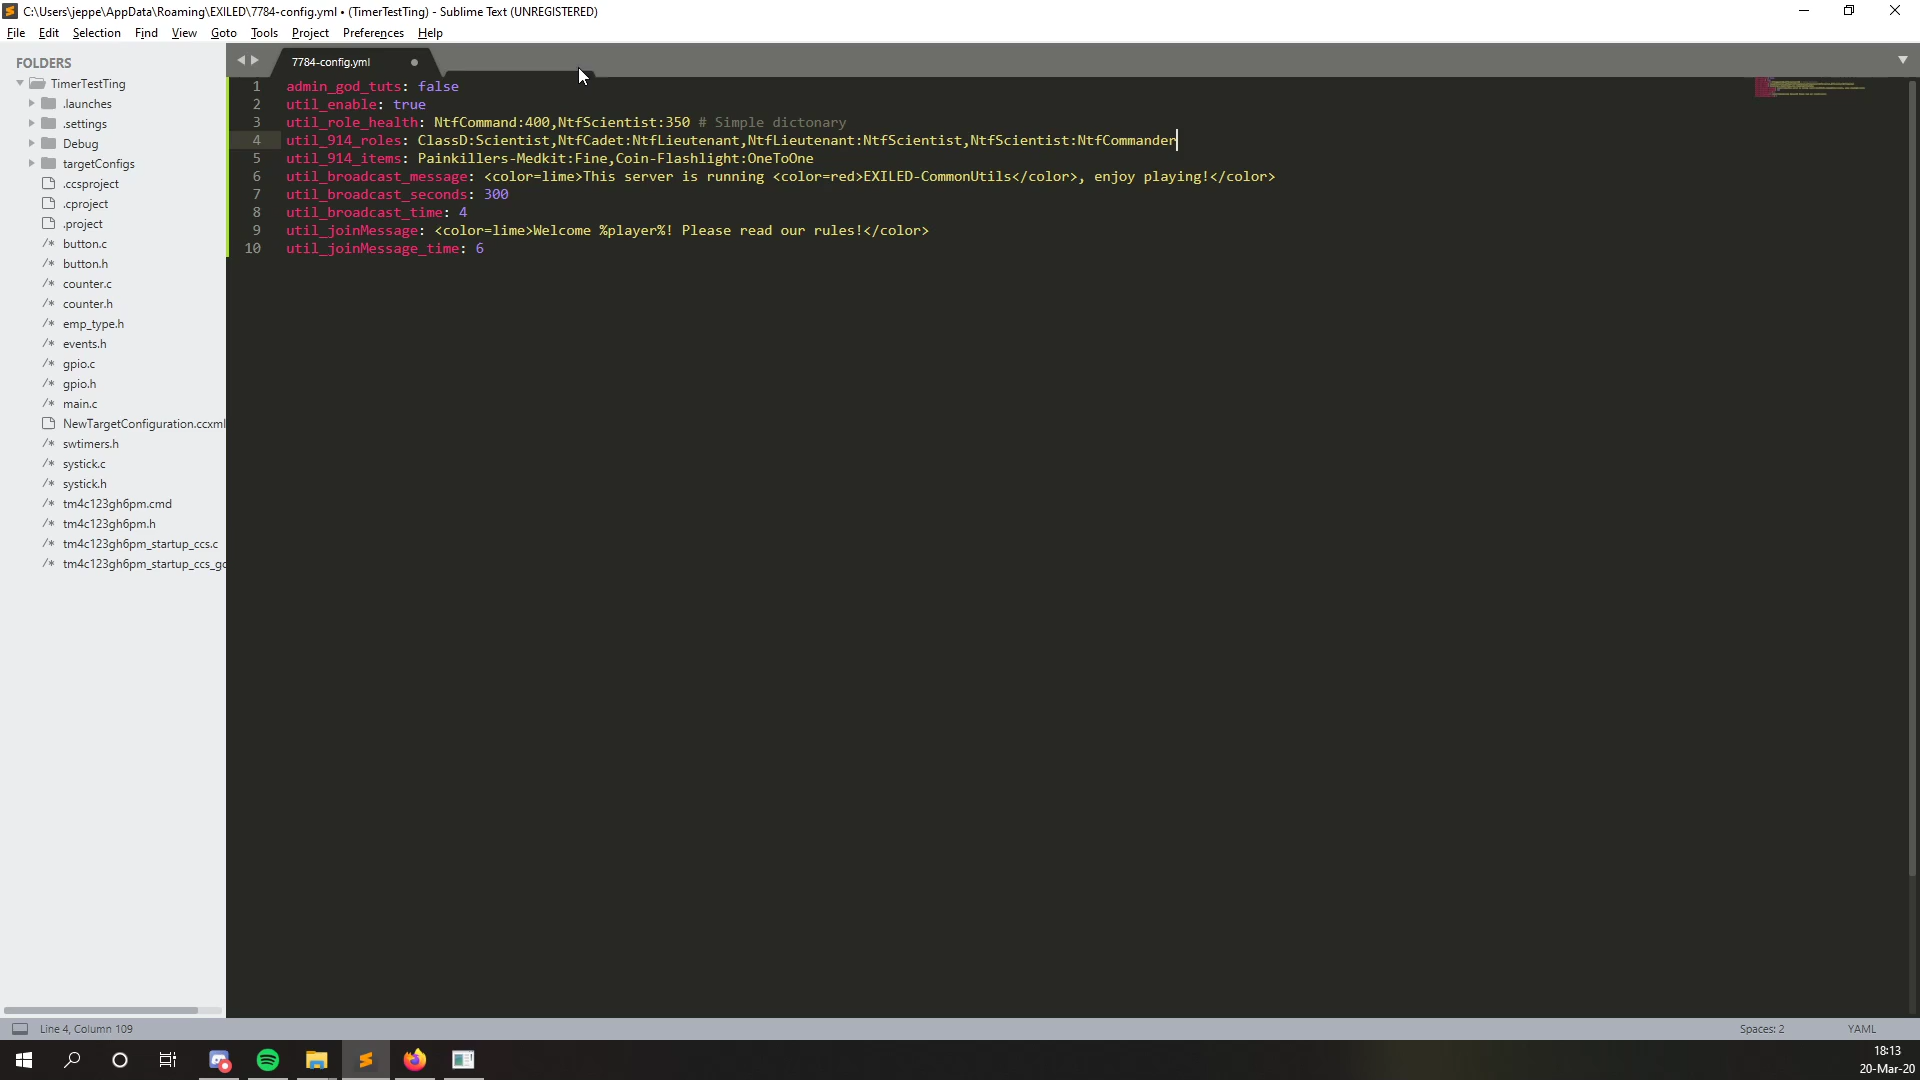 C:\Users\jeppe\AppData\Roaming\EXILED\7784-config.yml • (TimerTestTing) - Sublime Text (UNREGISTERED)
File Edit Selection Find View Goto Tools Project Preferences Help
FOLDERS
TimerTestTing
.launches
.settings
Debug
targetConfigs
.ccsproject
.cproject
.project
/* button.c
/* button.h
/* counter.c
/* counter.h
/* emp_type.h
/* events.h
/* gpio.c
/* gpio.h
/* main.c
NewTargetConfiguration.ccxml
/* swtimers.h
/* systick.c
/* systick.h
/* tm4c123gh6pm.cmd
/* tm4c123gh6pm.h
/* tm4c123gh6pm_startup_ccs.c
/* tm4c123gh6pm_startup_ccs_gc
7784-config.yml
1 admin_god_tuts: false
2 util_enable: true
3 util_role_health: NtfCommand:400,NtfScientist:350 # Simple dictonary
4 util_914_roles: ClassD:Scientist,NtfCadet:NtfLieutenant,NtfLieutenant:NtfScientist,NtfScientist:NtfCommander
5 util_914_items: Painkillers-Medkit:Fine,Coin-Flashlight:OneToOne
6 util_broadcast_message: <color=lime>This server is running <color=red>EXILED-CommonUtils</color>, enjoy playing!</color>
7 util_broadcast_seconds: 300
8 util_broadcast_time: 4
9 util_joinMessage: <color=lime>Welcome %player%! Please read our rules!</color>
10 util_joinMessage_time: 6
Line 4, Column 109
Spaces: 2
YAML
18:13
20-Mar-20